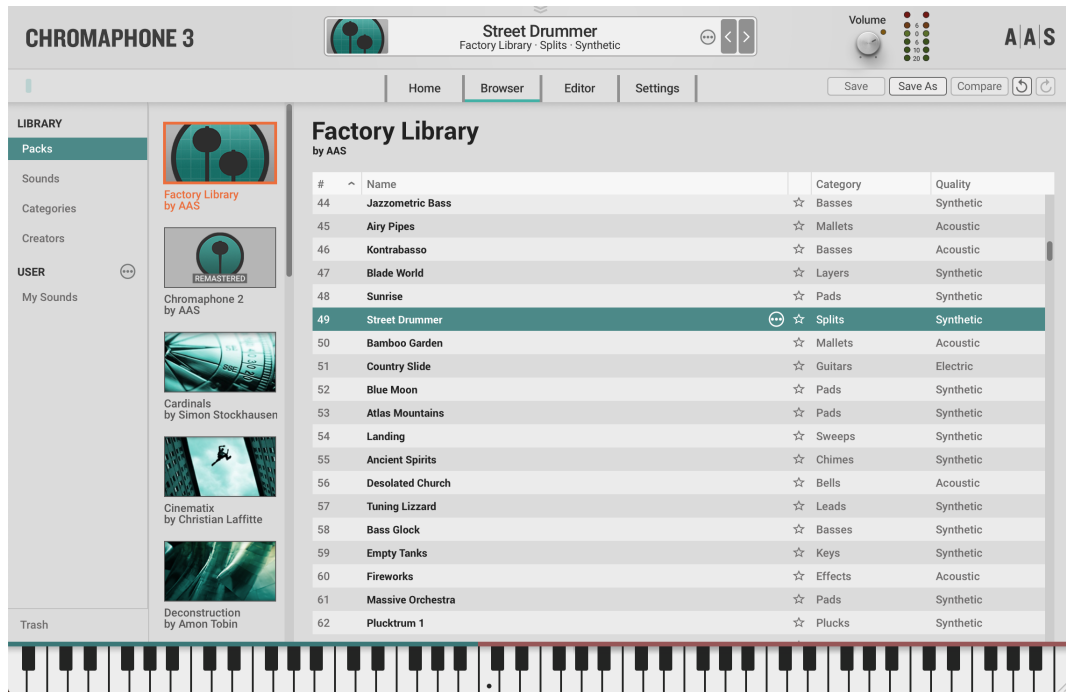 CHROMAPHONE 3
Street Drummer
Factory Library · Splits · Synthetic
Volume
6
0
6
10
20
A|A|S
Home
Browser
Editor
Settings
Save
Save As
Compare
LIBRARY
Packs
Sounds
Categories
Creators
USER
My Sounds
Trash
Factory Library
by AAS
REMASTERED
Chromaphone 2
by AAS
Cardinals
by Simon Stockhausen
Cinematix
by Christian Laffitte
Deconstruction
by Amon Tobin
Factory Library
by AAS
# Name Category Quality
44 Jazzometric Bass Basses Synthetic
45 Airy Pipes Mallets Acoustic
46 Kontrabasso Basses Acoustic
47 Blade World Layers Synthetic
48 Sunrise Pads Synthetic
49 Street Drummer Splits Synthetic
50 Bamboo Garden Mallets Acoustic
51 Country Slide Guitars Electric
52 Blue Moon Pads Synthetic
53 Atlas Mountains Pads Synthetic
54 Landing Sweeps Synthetic
55 Ancient Spirits Chimes Synthetic
56 Desolated Church Bells Acoustic
57 Tuning Lizzard Leads Synthetic
58 Bass Glock Basses Synthetic
59 Empty Tanks Keys Synthetic
60 Fireworks Effects Acoustic
61 Massive Orchestra Pads Synthetic
62 Plucktrum 1 Plucks Synthetic